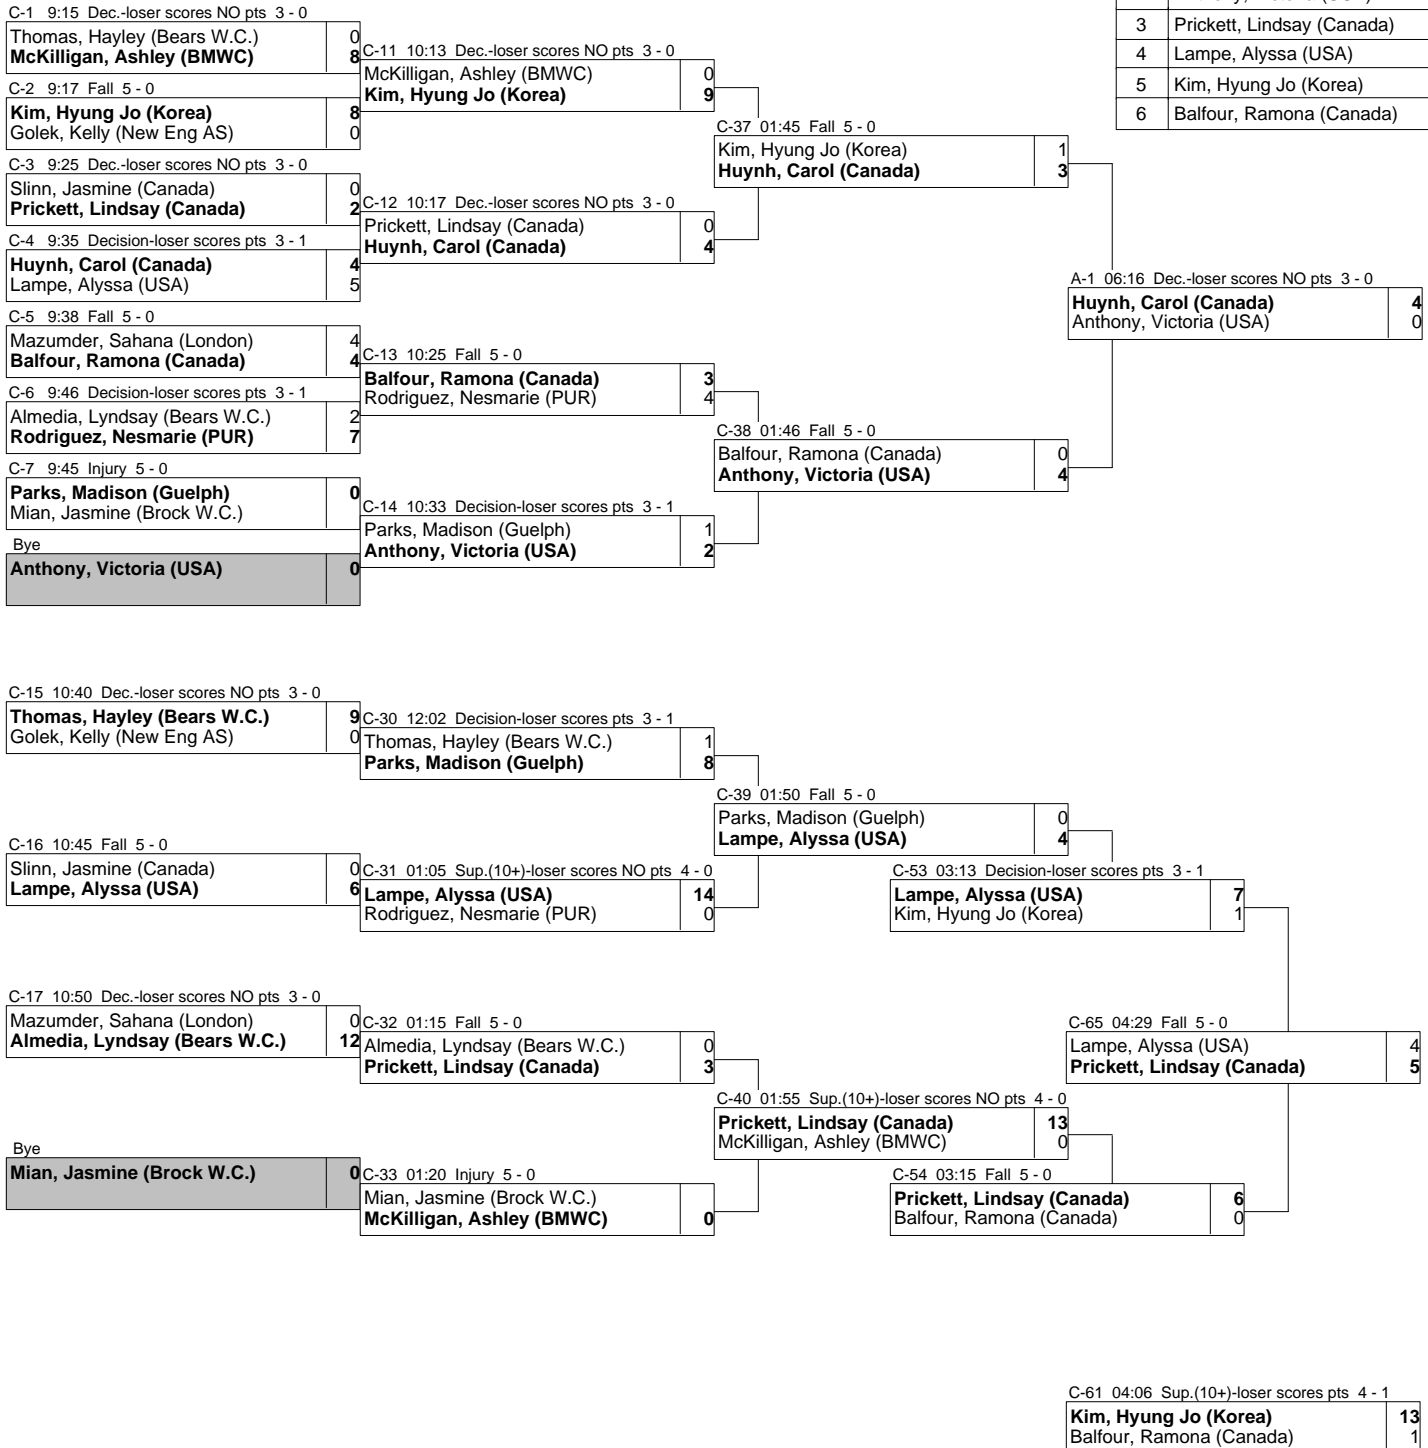 C-1 9:15 Dec.-loser scores NO pts 3 - 0
Thomas, Hayley (Bears W.C.) 0
McKilligan, Ashley (BMWC) 8
C-2 9:17 Fall 5 - 0
Kim, Hyung Jo (Korea) 8
Golek, Kelly (New Eng AS) 0
C-3 9:25 Dec.-loser scores NO pts 3 - 0
Slinn, Jasmine (Canada) 0
Prickett, Lindsay (Canada) 2
C-4 9:35 Decision-loser scores pts 3 - 1
Huynh, Carol (Canada) 4
Lampe, Alyssa (USA) 5
C-5 9:38 Fall 5 - 0
Mazumder, Sahana (London) 4
Balfour, Ramona (Canada) 4
C-6 9:46 Decision-loser scores pts 3 - 1
Almedia, Lyndsay (Bears W.C.) 2
Rodriguez, Nesmarie (PUR) 7
C-7 9:45 Injury 5 - 0
Parks, Madison (Guelph) 0
Mian, Jasmine (Brock W.C.)
Bye
Anthony, Victoria (USA) 0
C-11 10:13 Dec.-loser scores NO pts 3 - 0
McKilligan, Ashley (BMWC) 0
Kim, Hyung Jo (Korea) 9
C-12 10:17 Dec.-loser scores NO pts 3 - 0
Prickett, Lindsay (Canada) 0
Huynh, Carol (Canada) 4
C-13 10:25 Fall 5 - 0
Balfour, Ramona (Canada) 3
Rodriguez, Nesmarie (PUR) 4
C-14 10:33 Decision-loser scores pts 3 - 1
Parks, Madison (Guelph) 1
Anthony, Victoria (USA) 2
C-37 01:45 Fall 5 - 0
Kim, Hyung Jo (Korea) 1
Huynh, Carol (Canada) 3
C-38 01:46 Fall 5 - 0
Balfour, Ramona (Canada) 0
Anthony, Victoria (USA) 4
3 Prickett, Lindsay (Canada)
4 Lampe, Alyssa (USA)
5 Kim, Hyung Jo (Korea)
6 Balfour, Ramona (Canada)
A-1 06:16 Dec.-loser scores NO pts 3 - 0
Huynh, Carol (Canada) 4
Anthony, Victoria (USA) 0
C-15 10:40 Dec.-loser scores NO pts 3 - 0
Thomas, Hayley (Bears W.C.) 9
Golek, Kelly (New Eng AS) 0
C-16 10:45 Fall 5 - 0
Slinn, Jasmine (Canada) 0
Lampe, Alyssa (USA) 6
C-17 10:50 Dec.-loser scores NO pts 3 - 0
Mazumder, Sahana (London) 0
Almedia, Lyndsay (Bears W.C.) 12
Bye
Mian, Jasmine (Brock W.C.) 0
C-30 12:02 Decision-loser scores pts 3 - 1
Thomas, Hayley (Bears W.C.) 1
Parks, Madison (Guelph) 8
C-31 01:05 Sup.(10+)-loser scores NO pts 4 - 0
Lampe, Alyssa (USA) 14
Rodriguez, Nesmarie (PUR) 0
C-32 01:15 Fall 5 - 0
Almedia, Lyndsay (Bears W.C.) 0
Prickett, Lindsay (Canada) 3
C-33 01:20 Injury 5 - 0
Mian, Jasmine (Brock W.C.)
McKilligan, Ashley (BMWC) 0
C-39 01:50 Fall 5 - 0
Parks, Madison (Guelph) 0
Lampe, Alyssa (USA) 4
C-40 01:55 Sup.(10+)-loser scores NO pts 4 - 0
Prickett, Lindsay (Canada) 13
McKilligan, Ashley (BMWC) 0
C-53 03:13 Decision-loser scores pts 3 - 1
Lampe, Alyssa (USA) 7
Kim, Hyung Jo (Korea) 1
C-54 03:15 Fall 5 - 0
Prickett, Lindsay (Canada) 6
Balfour, Ramona (Canada) 0
C-65 04:29 Fall 5 - 0
Lampe, Alyssa (USA) 4
Prickett, Lindsay (Canada) 5
C-61 04:06 Sup.(10+)-loser scores pts 4 - 1
Kim, Hyung Jo (Korea) 13
Balfour, Ramona (Canada) 1